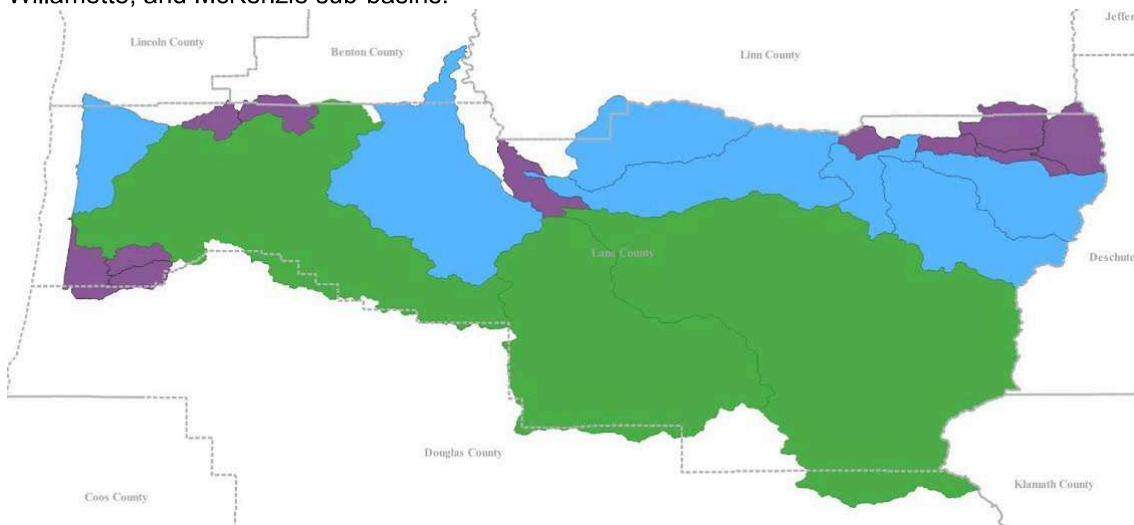 Willamette, and McKenzie sub-basins.
Jeffer
Lincoln County
Benton County
Linn County
Lane County
Deschute
Douglas County
Coos County
Klamath County